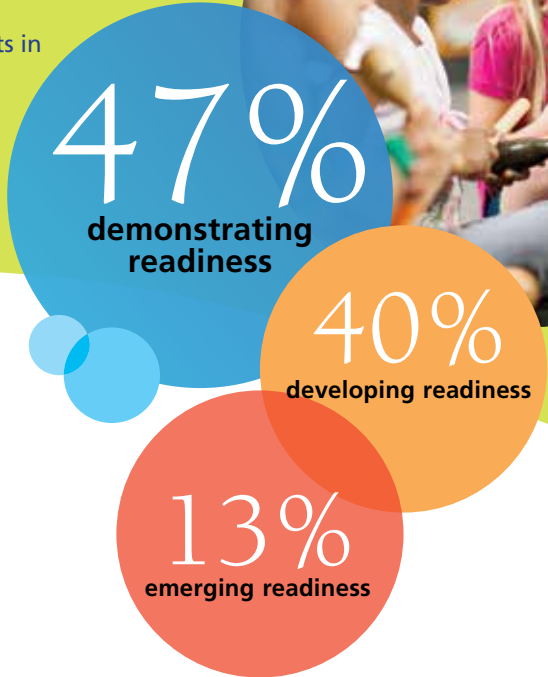 ts in
47%
demonstrating
readiness
40%
developing readiness
13%
emerging readiness